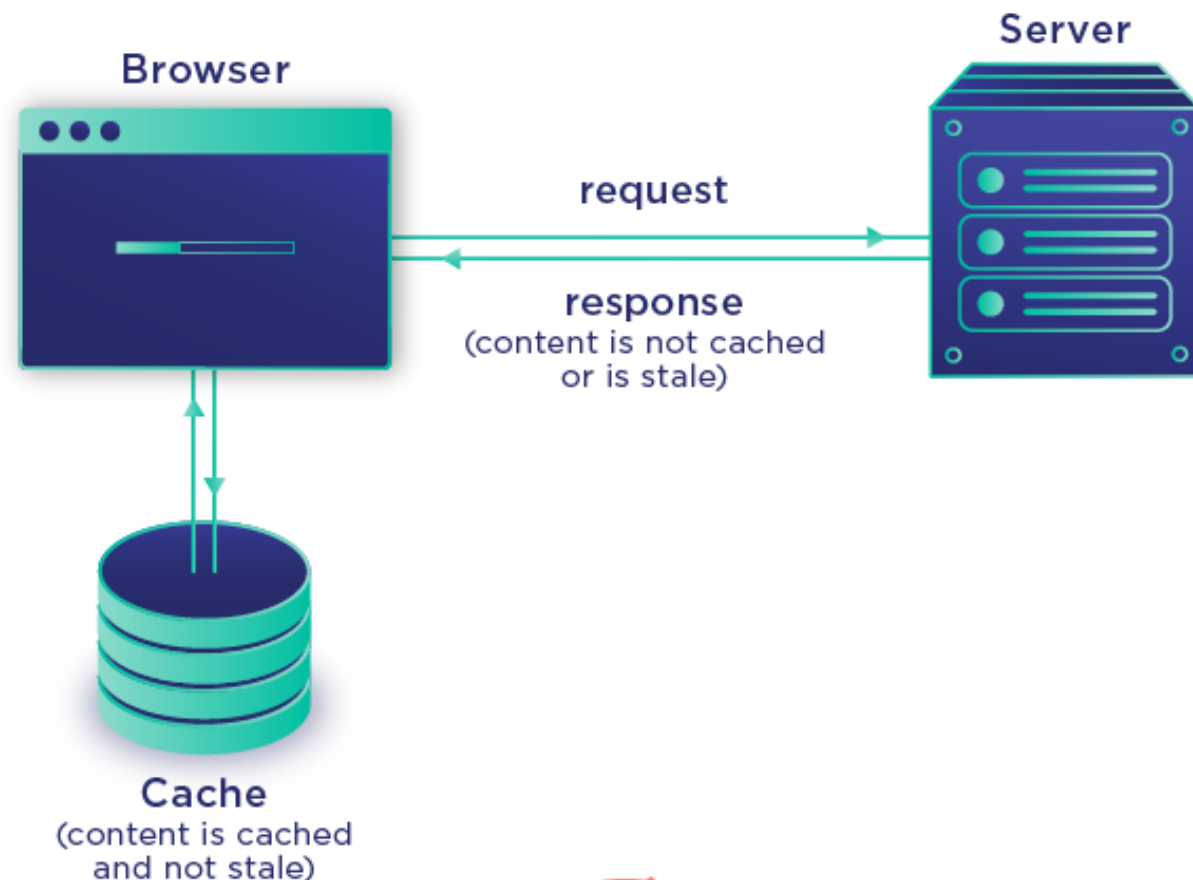 Server
Browser
request
response
(content is not cached
or is stale)
Cache
(content is cached
and not stale)